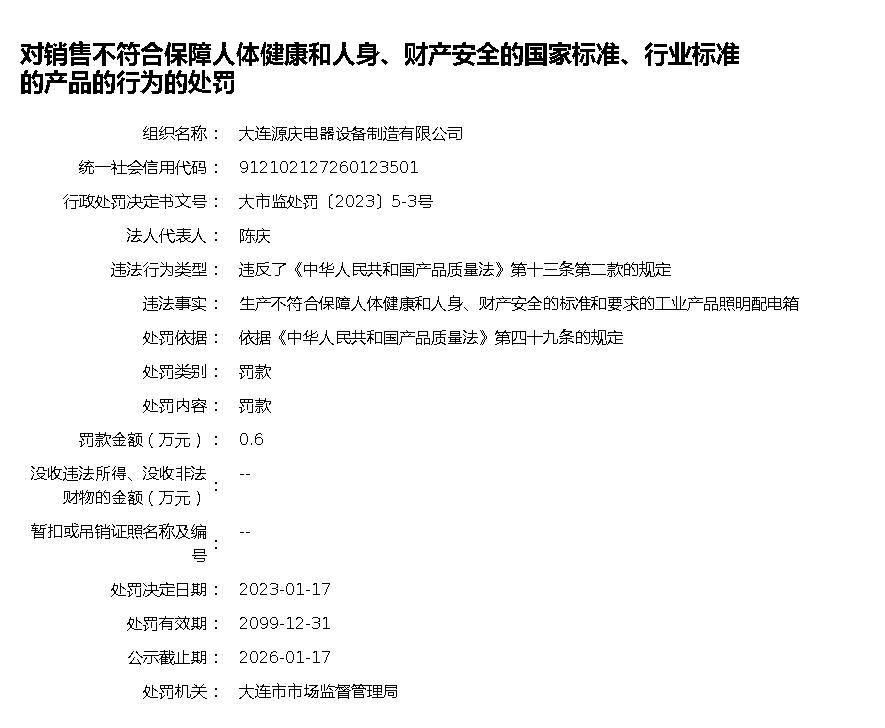 对销售不符合保障人体健康和人身、财产安全的国家标准、行业标准
的产品的行为的处罚
组织名称： 大连源庆电器设备制造有限公司
统一社会信用代码： 912102127260123501
行政处罚决定书文号： 大市监处罚〔2023〕5-3号
法人代表人： 陈庆
违法行为类型： 违反了《中华人民共和国产品质量法》第十三条第二款的规定
违法事实： 生产不符合保障人体健康和人身、财产安全的标准和要求的工业产品照明配电箱
处罚依据： 依据《中华人民共和国产品质量法》第四十九条的规定
处罚类别： 罚款
处罚内容： 罚款
罚款金额（万元）： 0.6
没收违法所得、没收非法
财物的金额（万元）： --
暂扣或吊销证照名称及编
号： --
处罚决定日期： 2023-01-17
处罚有效期： 2099-12-31
公示截止期： 2026-01-17
处罚机关： 大连市市场监督管理局